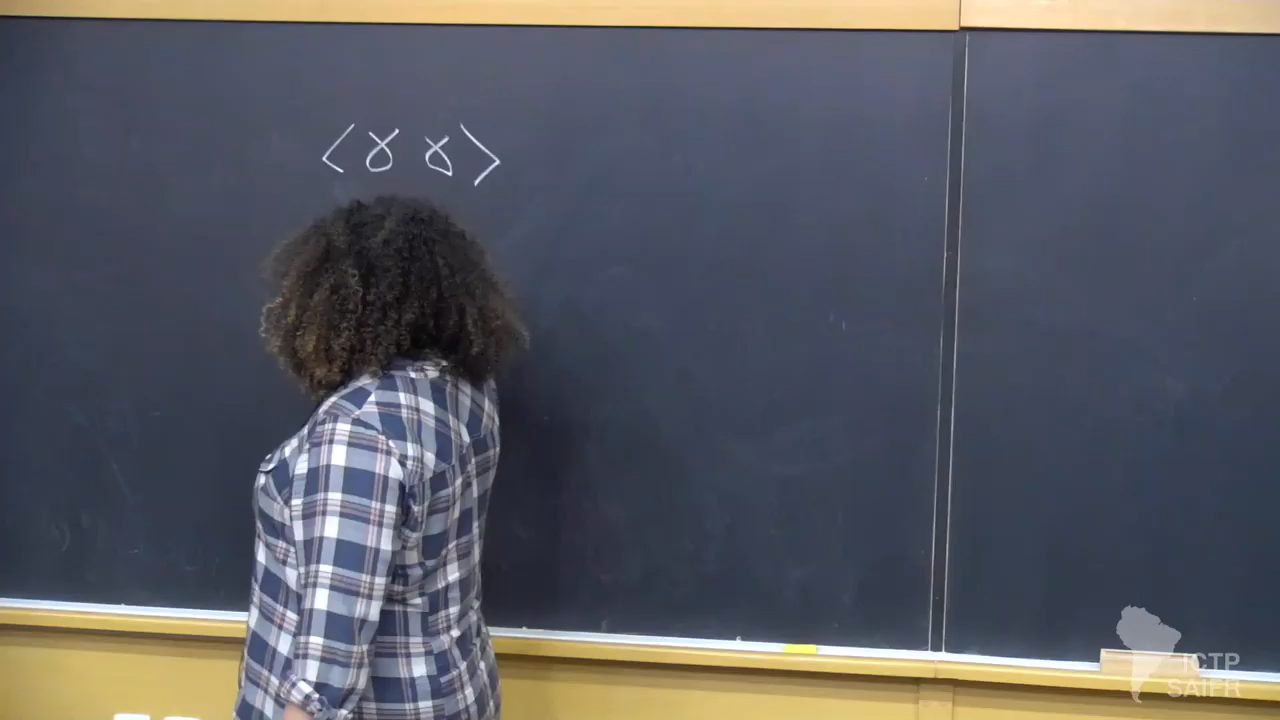 ⟨γ γ⟩
ICTP
SAIFR